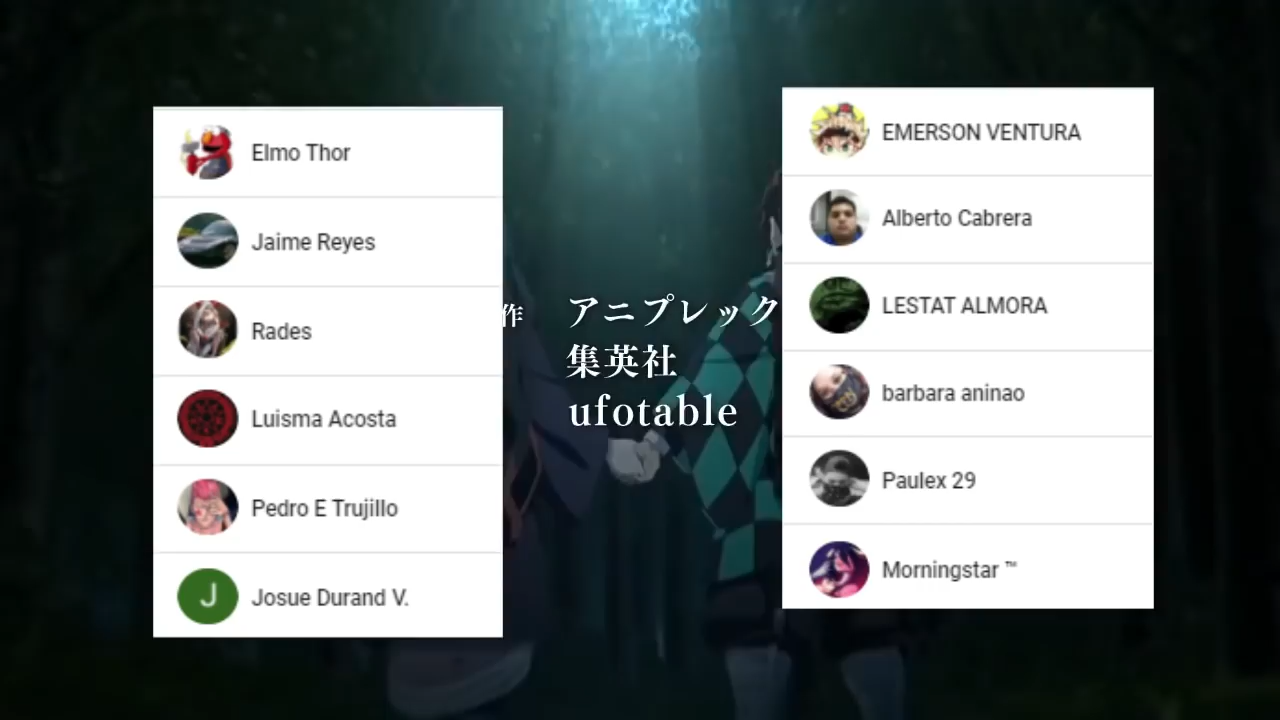 Elmo Thor
Jaime Reyes
Rades
Luisma Acosta
Pedro E Trujillo
J
Josue Durand V.
作
アニプレック
集英社
ufotable
EMERSON VENTURA
Alberto Cabrera
LESTAT ALMORA
barbara aninao
Paulex 29
Morningstar ™